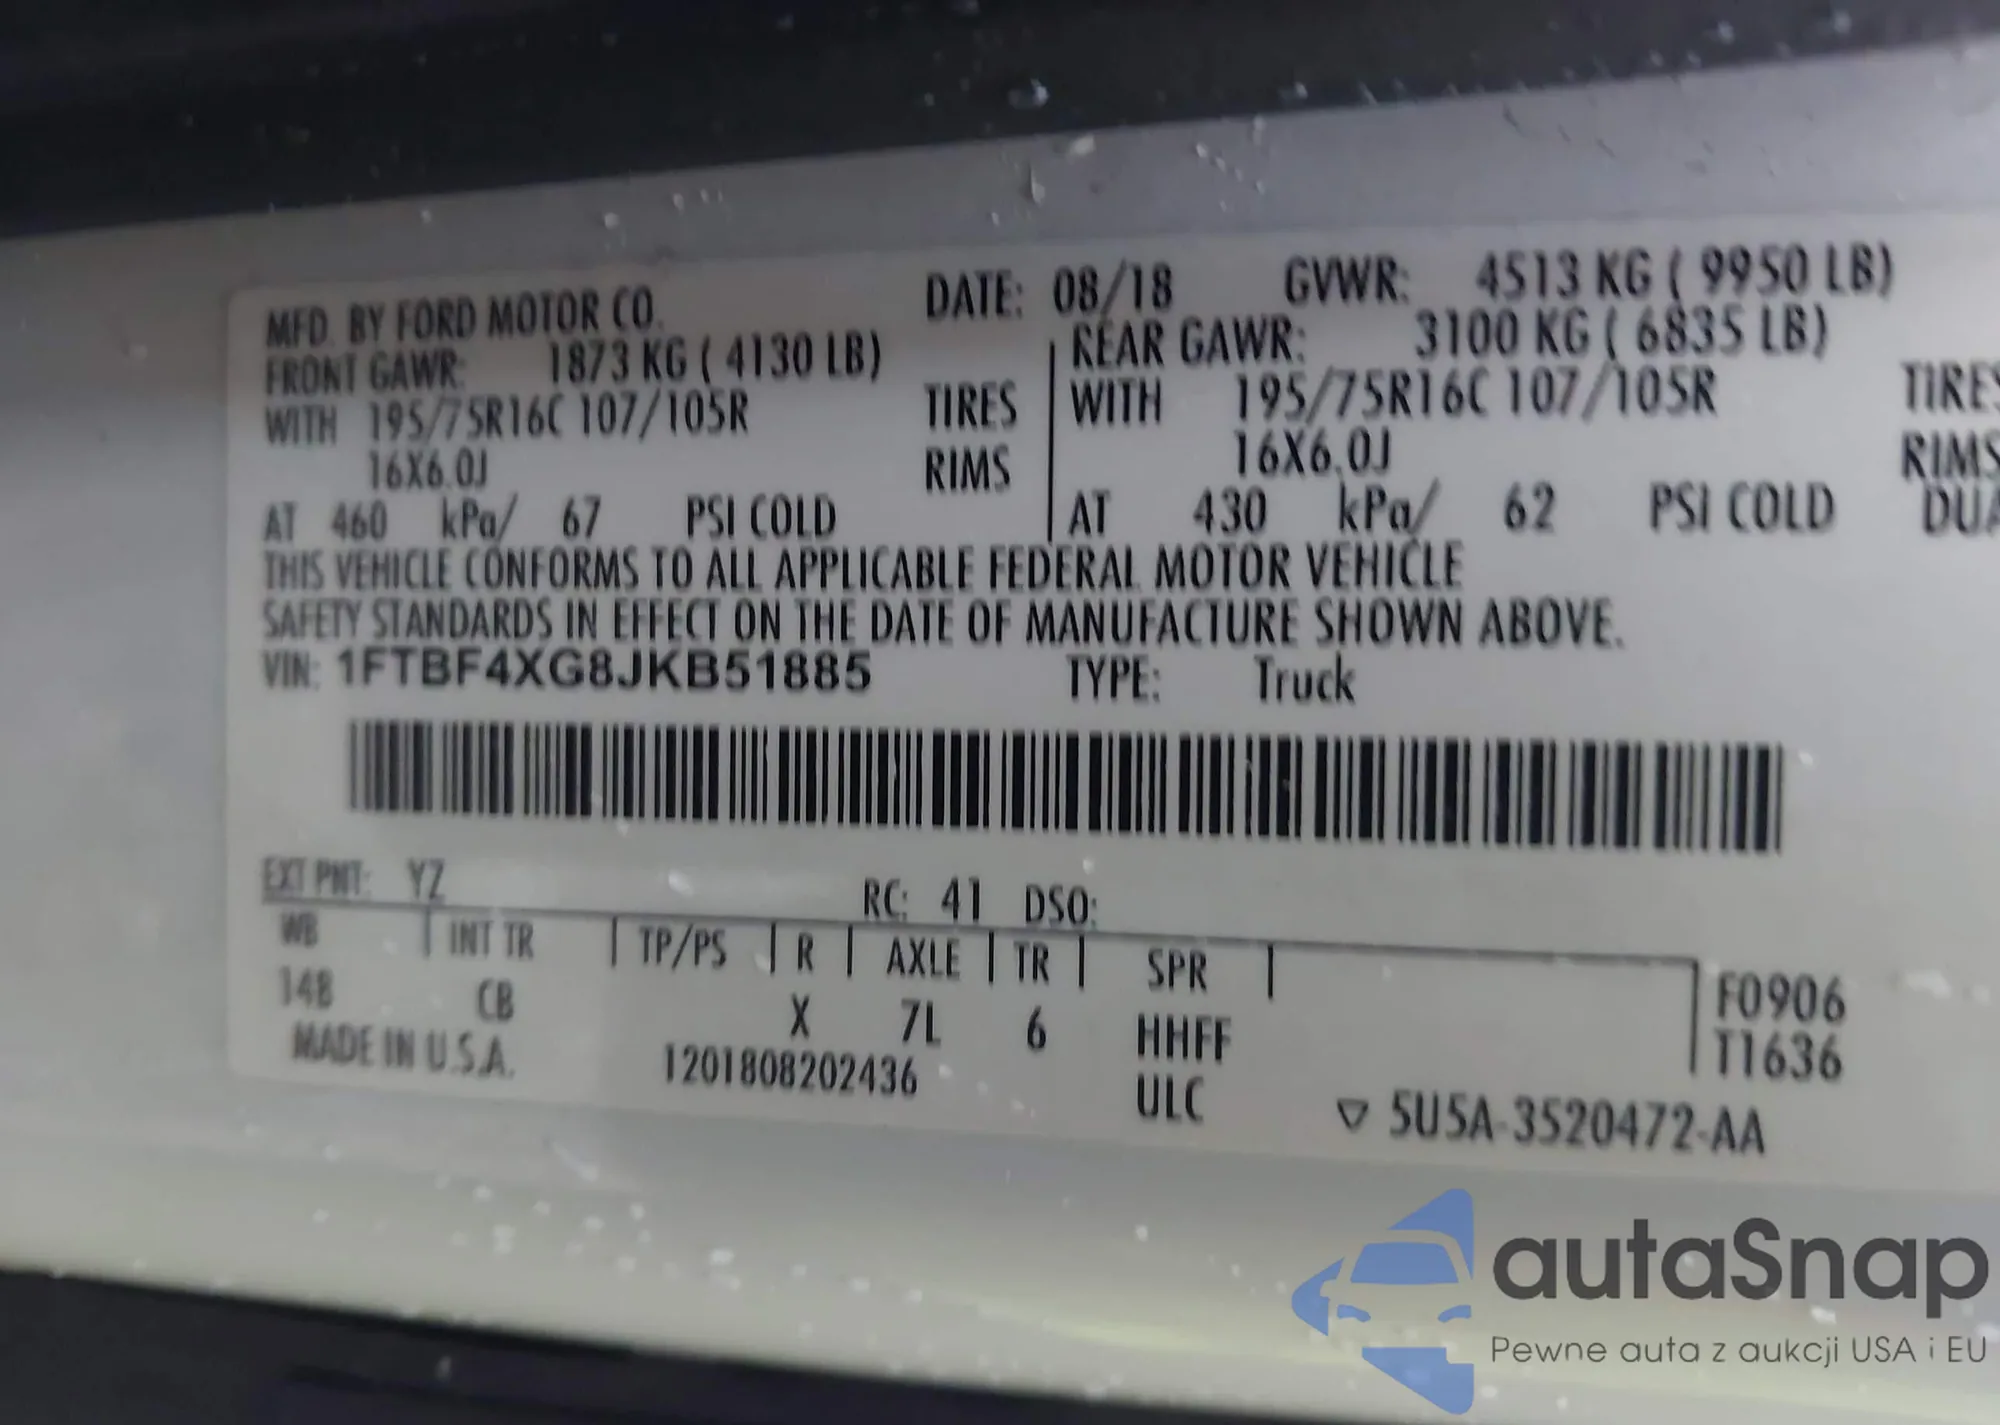 MFD. BY FORD MOTOR CO. DATE: 08/18 GVWR: 4513 KG ( 9950 LB)
FRONT GAWR: 1873 KG ( 4130 LB) REAR GAWR: 3100 KG ( 6835 LB)
WITH 195/75R16C 107/105R TIRES WITH 195/75R16C 107/105R TIRES
16X6.0J RIMS 16X6.0J RIMS
AT 460 kPa/ 67 PSI COLD AT 430 kPa/ 62 PSI COLD DUA
THIS VEHICLE CONFORMS TO ALL APPLICABLE FEDERAL MOTOR VEHICLE
SAFETY STANDARDS IN EFFECT ON THE DATE OF MANUFACTURE SHOWN ABOVE.
VIN: 1FTBF4XG8JKB51885 TYPE: Truck
EXT PNT: YZ RC: 41 DSO:
WB INT TR TP/PS R AXLE TR SPR
148 CB X 7L 6 HHFF F0906
MADE IN U.S.A. 1201808202436 ULC T1636
▽ 5U5A-3520472-AA
autaSnap
Pewne auta z aukcji USA i EU